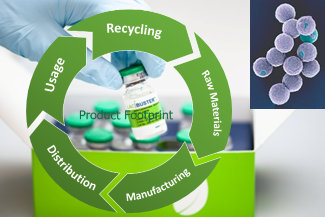 Recycling
Raw Materials
Manufacturing
Distribution
Usage
Product Footprint
BUSTER